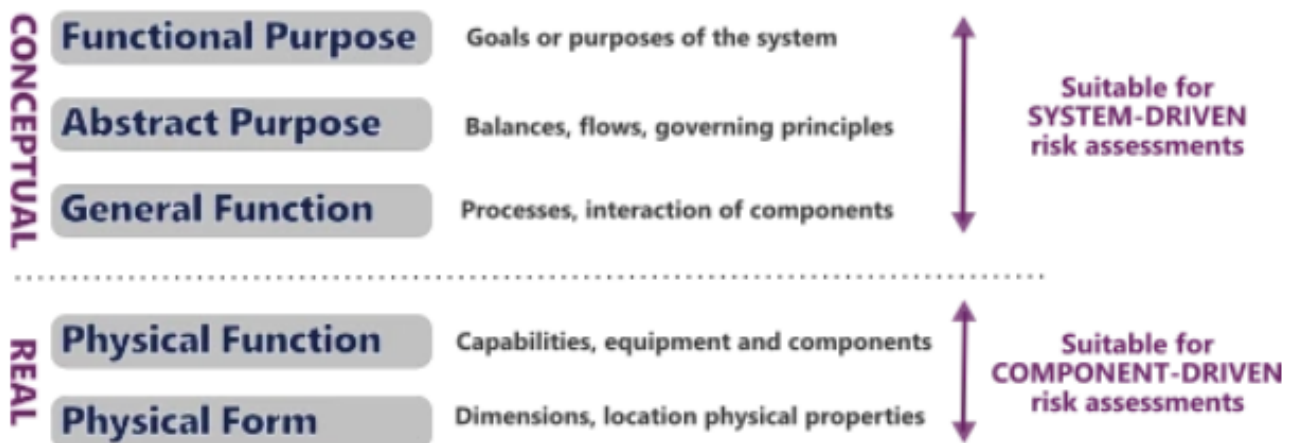 CONCEPTUAL
Functional Purpose
Goals or purposes of the system
Abstract Purpose
Balances, flows, governing principles
General Function
Processes, interaction of components
Suitable for
SYSTEM-DRIVEN
risk assessments
REAL
Physical Function
Capabilities, equipment and components
Physical Form
Dimensions, location physical properties
Suitable for
COMPONENT-DRIVEN
risk assessments